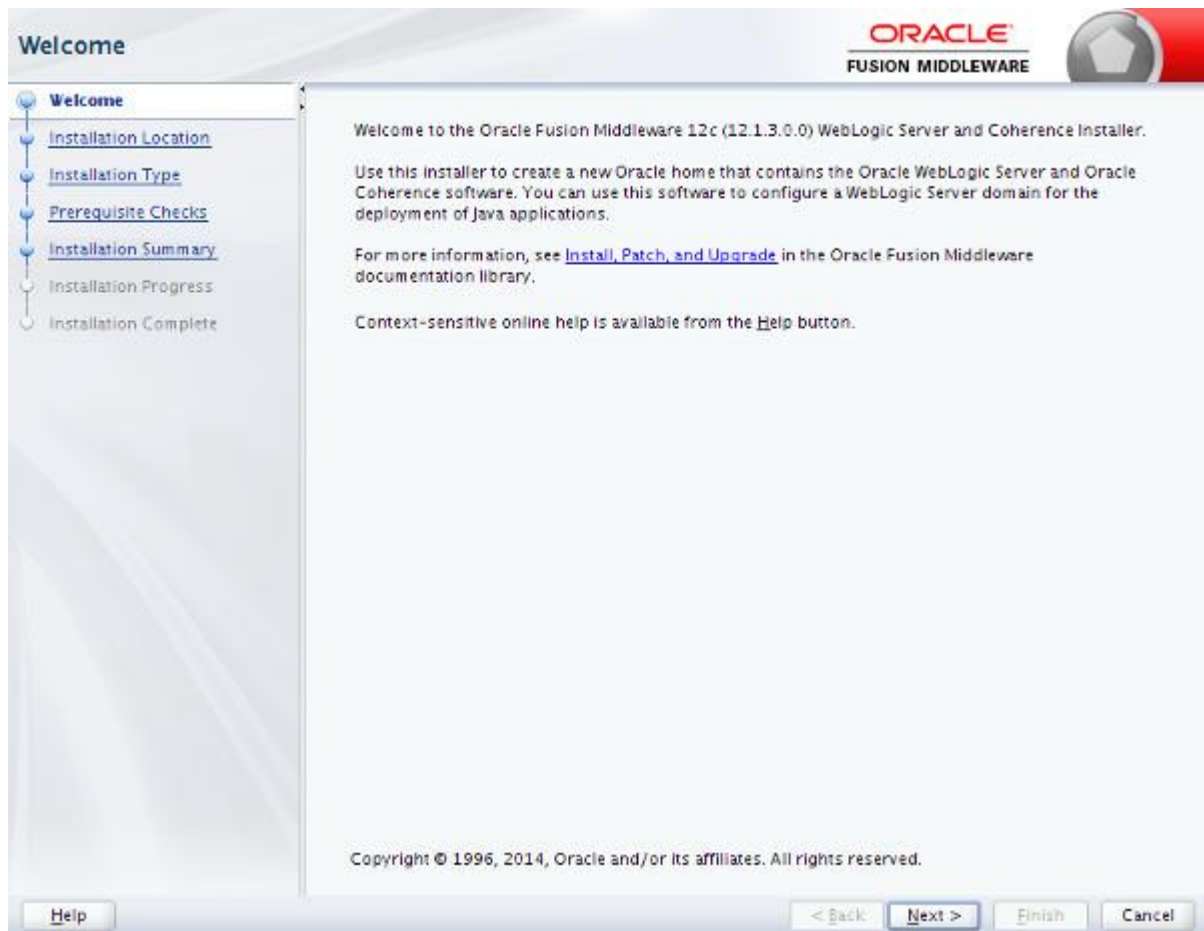 Welcome
ORACLE
FUSION MIDDLEWARE
Welcome
Installation Location
Installation Type
Prerequisite Checks
Installation Summary
Installation Progress
Installation Complete
Welcome to the Oracle Fusion Middleware 12c (12.1.3.0.0) WebLogic Server and Coherence Installer.
Use this installer to create a new Oracle home that contains the Oracle WebLogic Server and Oracle
Coherence software. You can use this software to configure a WebLogic Server domain for the
deployment of Java applications.
For more information, see Install, Patch, and Upgrade in the Oracle Fusion Middleware
documentation library.
Context-sensitive online help is available from the Help button.
Copyright © 1996, 2014, Oracle and/or its affiliates. All rights reserved.
Help
< Back
Next >
Finish
Cancel